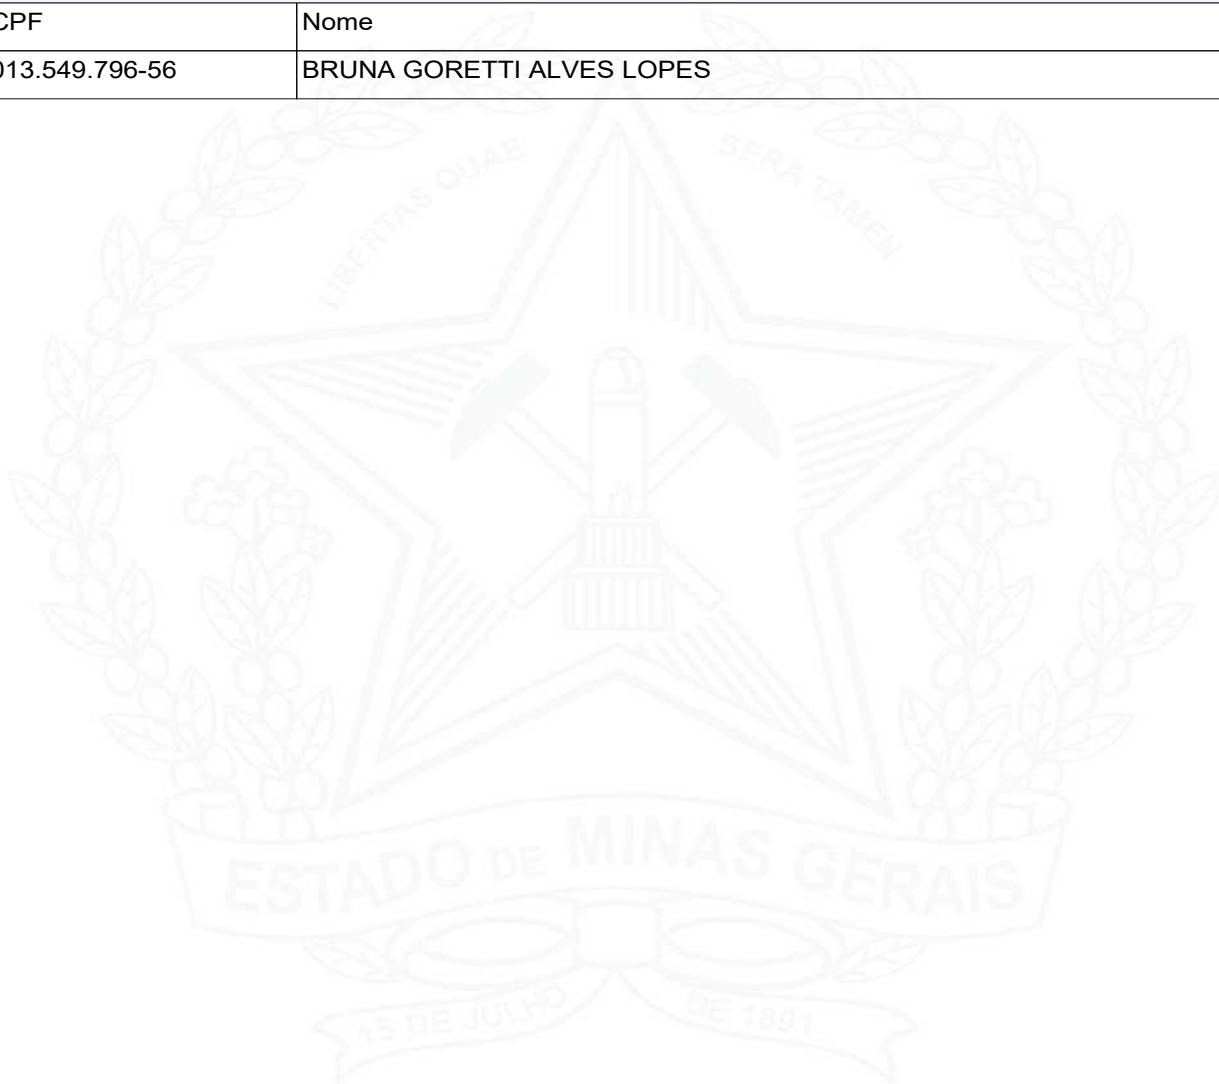 CPF Nome
013.549.796-56 BRUNA GORETTI ALVES LOPES
LIBERTAS QUAE SERA TAMEN
ESTADO DE MINAS GERAIS
15 DE JULHO DE 1891